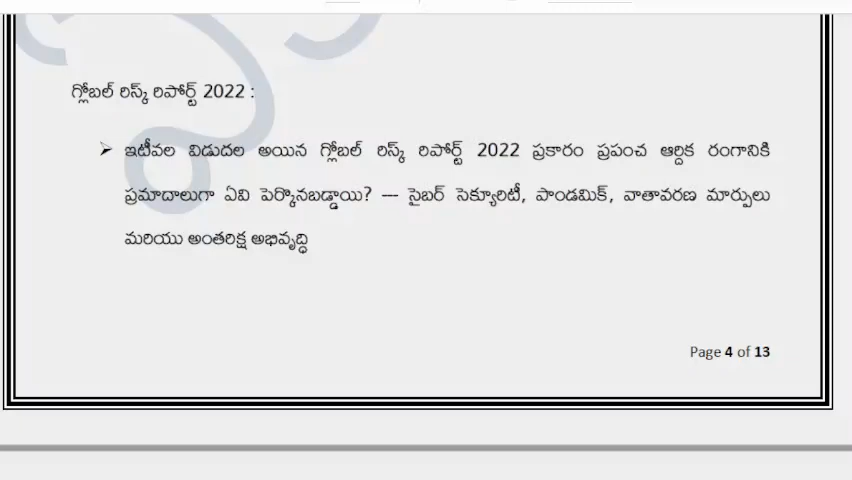 గ్లోబల్ రిస్క్ రిపోర్ట్ 2022 :
➢ ఇటీవల విడుదల అయిన గ్లోబల్ రిస్క్ రిపోర్ట్ 2022 ప్రకారం ప్రపంచ ఆర్థిక రంగానికి
ప్రమాదాలుగా ఏవి పెర్కొనబడ్డాయి? --- సైబర్ సెక్యూరిటీ, పాండమిక్, వాతావరణ మార్పులు
మరియు అంతరిక్ష అభివృద్ధి
Page 4 of 13